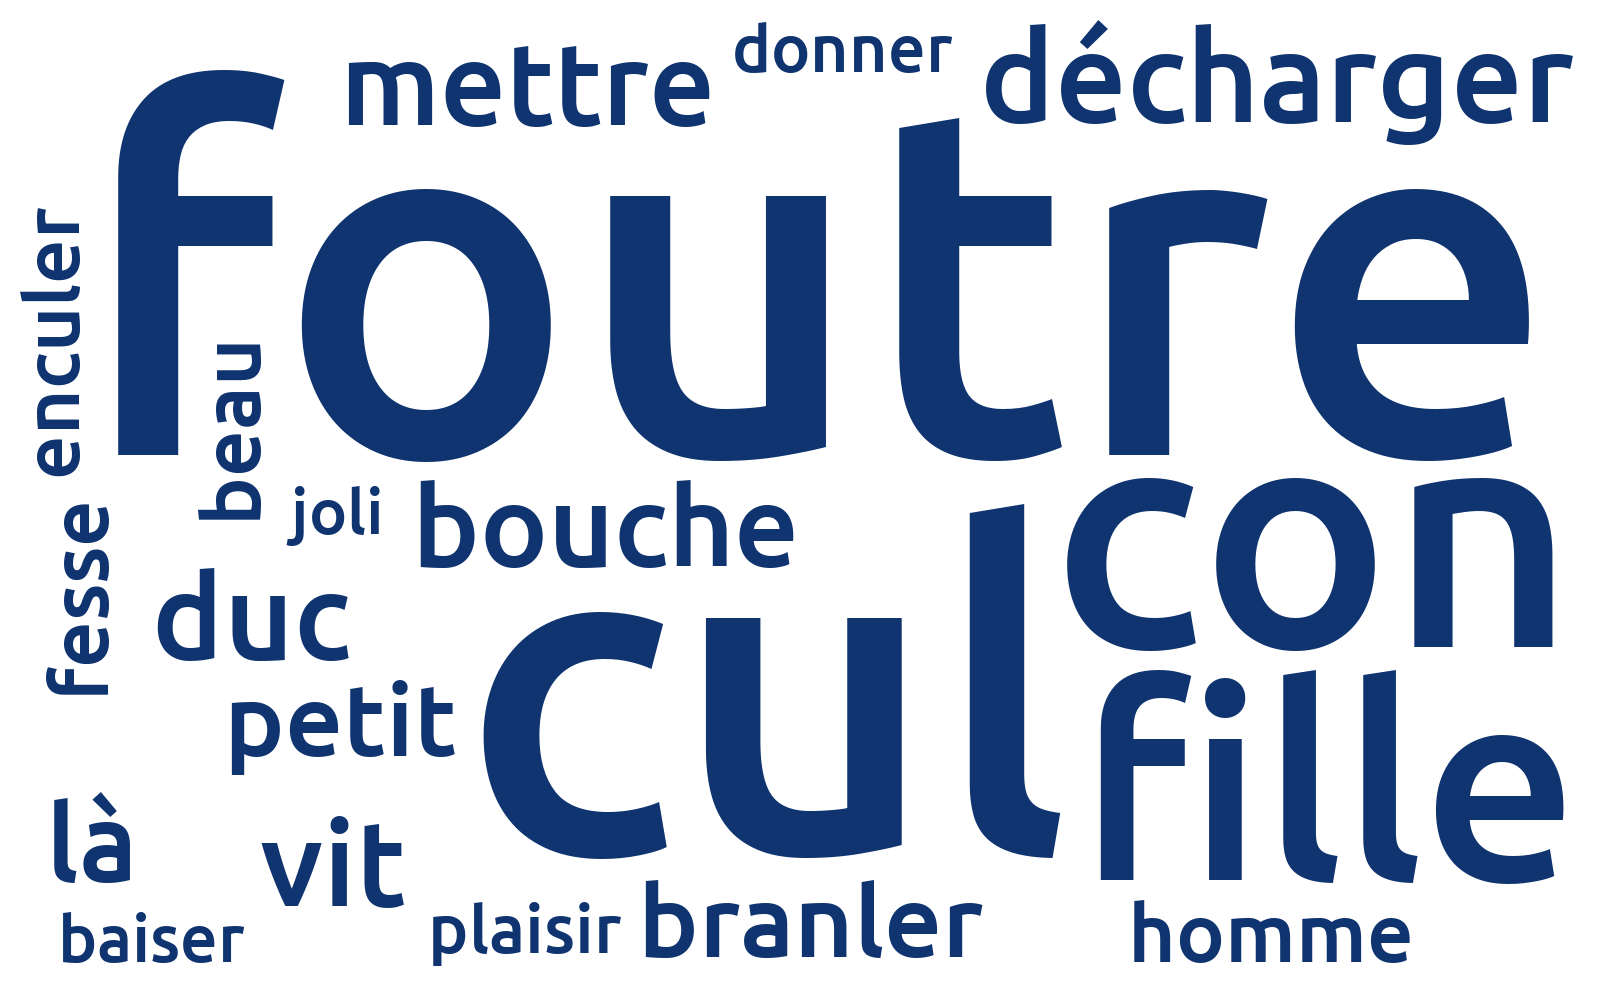 donner
mettre
décharger
foutre
enculer
beau
joli
bouche
con
fesse
duc
cul
fille
petit
là
vit
baiser
plaisir
branler
homme